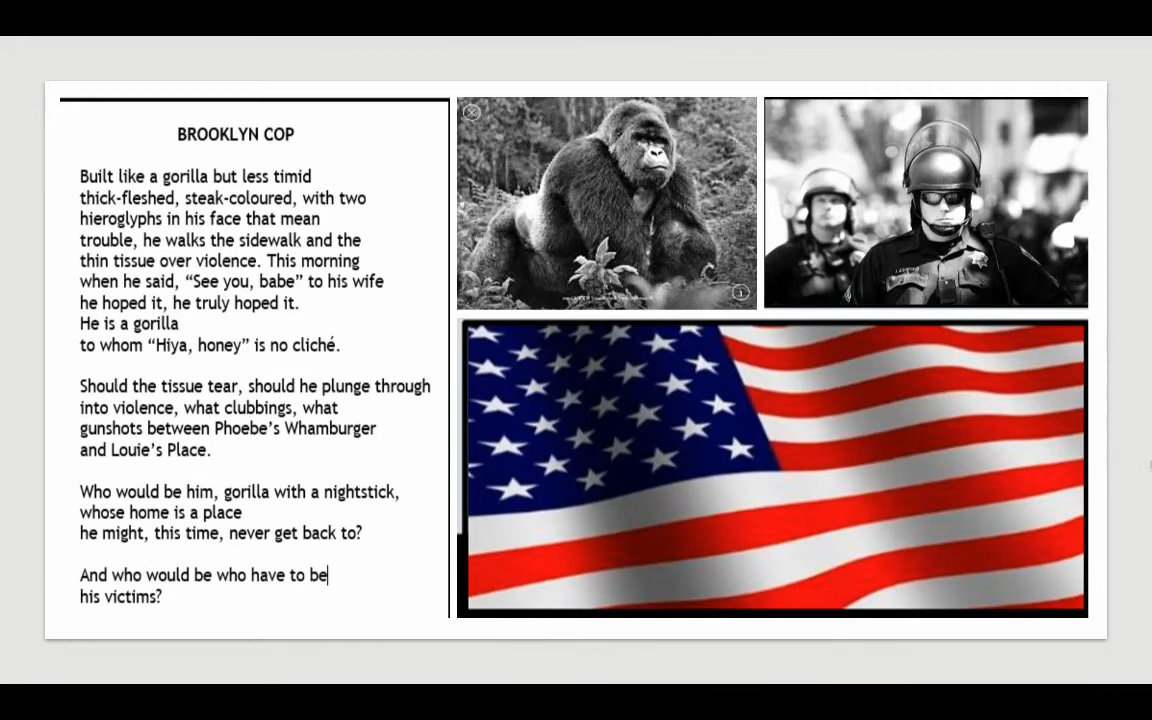 BROOKLYN COP
Built like a gorilla but less timid
thick-fleshed, steak-coloured, with two
hieroglyphs in his face that mean
trouble, he walks the sidewalk and the
thin tissue over violence. This morning
when he said, “See you, babe” to his wife
he hoped it, he truly hoped it.
He is a gorilla
to whom “Hiya, honey” is no cliché.
Should the tissue tear, should he plunge through
into violence, what clubbings, what
gunshots between Phoebe’s Whamburger
and Louie’s Place.
Who would be him, gorilla with a nightstick,
whose home is a place
he might, this time, never get back to?
And who would be who have to be
his victims?